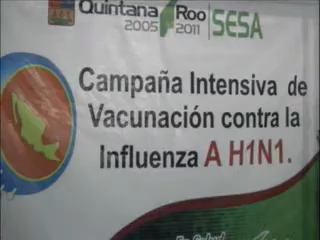 Quintana Roo
2005 2011
SESA
Campaña Intensiva de
Vacunación contra la
Influenza A H1N1.